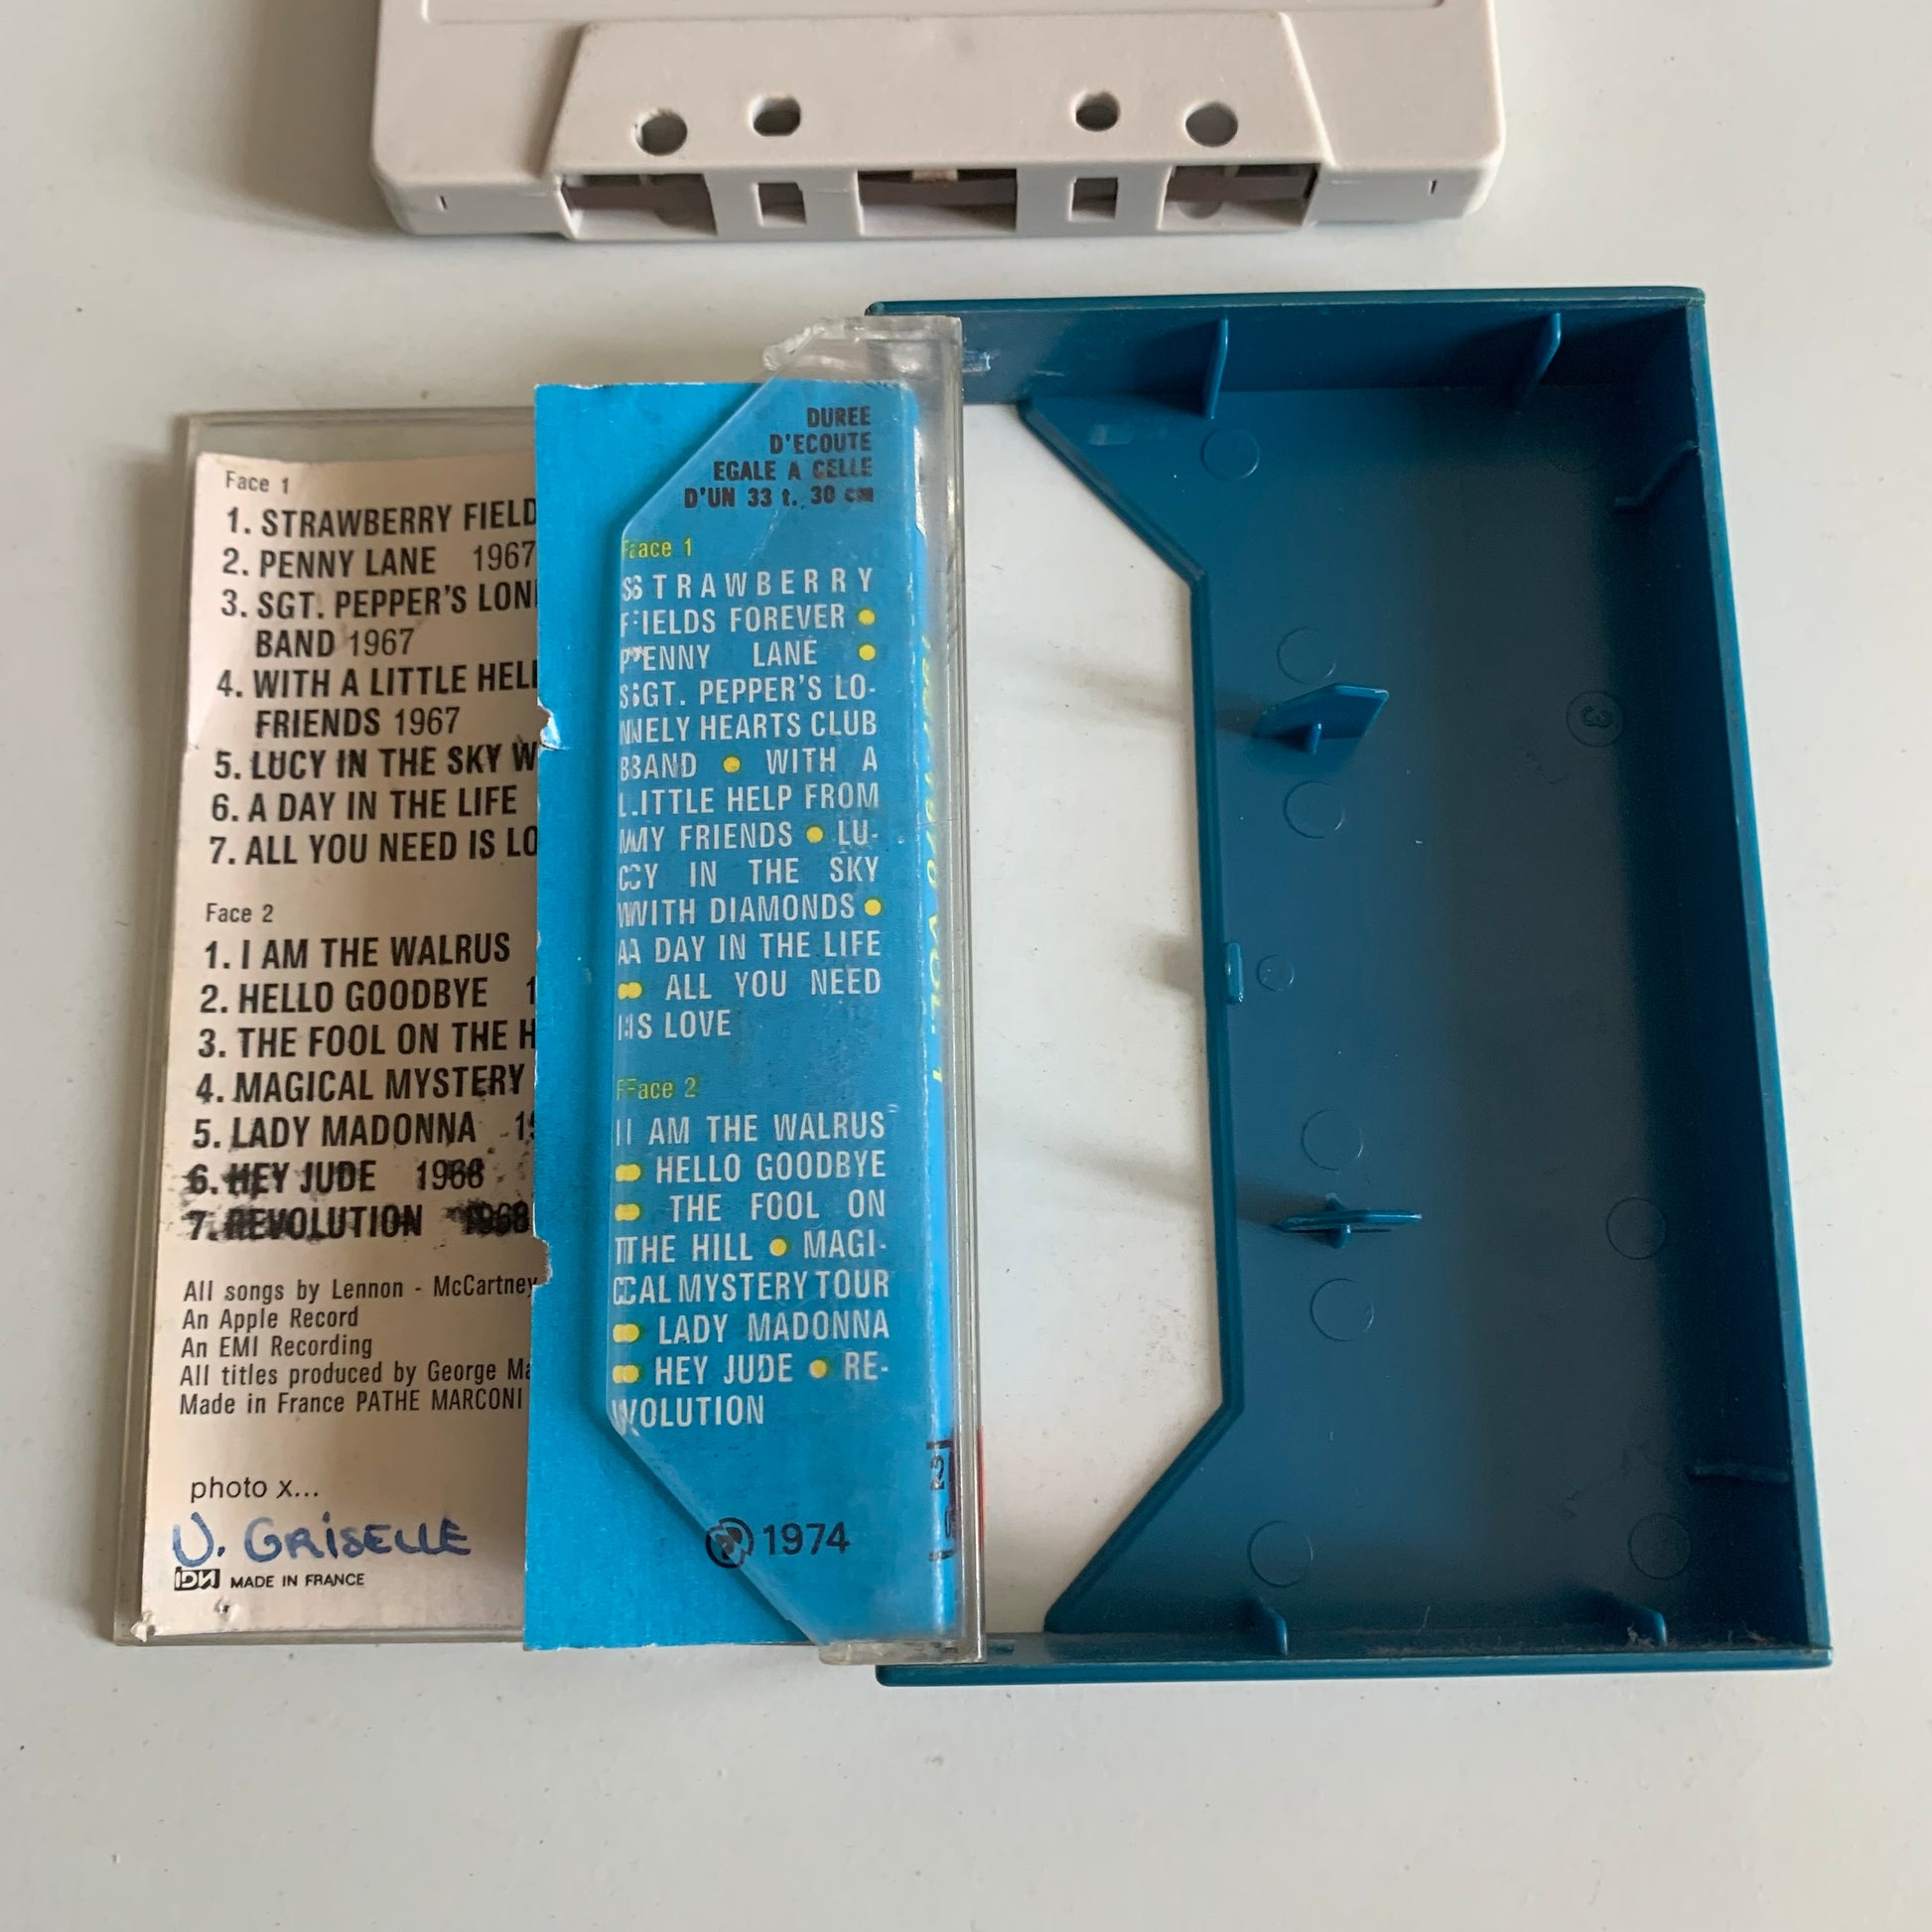 Face 1
1. STRAWBERRY FIELD
2. PENNY LANE 1967
3. SGT. PEPPER'S LON
BAND 1967
4. WITH A LITTLE HEL
FRIENDS 1967
5. LUCY IN THE SKY W
6. A DAY IN THE LIFE
7. ALL YOU NEED IS LO
Face 2
1. I AM THE WALRUS
2. HELLO GOODBYE 1
3. THE FOOL ON THE H
4. MAGICAL MYSTERY
5. LADY MADONNA 19
6. HEY JUDE 1968
7. REVOLUTION 1968
All songs by Lennon - McCartney
An Apple Record
An EMI Recording
All titles produced by George Ma
Made in France PATHE MARCONI
photo x...
U. GRISELLE
IDN MADE IN FRANCE
DUREE
D'ECOUTE
EGALE A CELLE
D'UN 33 t. 30 cm
Face 1
STRAWBERRY
FIELDS FOREVER ●
PENNY LANE ●
SGT. PEPPER'S LO-
NELY HEARTS CLUB
BAND ● WITH A
LITTLE HELP FROM
MY FRIENDS ● LU-
CY IN THE SKY
WITH DIAMONDS ●
A DAY IN THE LIFE
● ALL YOU NEED
IS LOVE
Face 2
I AM THE WALRUS
● HELLO GOODBYE
● THE FOOL ON
THE HILL ● MAGI-
CAL MYSTERY TOUR
● LADY MADONNA
● HEY JUDE ● RE-
VOLUTION
℗ 1974
3